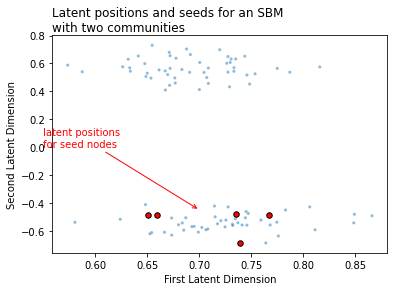 Latent positions and seeds for an SBM
with two communities
0.8
0.6
0.4
0.2
0.0
−0.2
−0.4
−0.6
Second Latent Dimension
latent positions
for seed nodes
0.60 0.65 0.70 0.75 0.80 0.85
First Latent Dimension